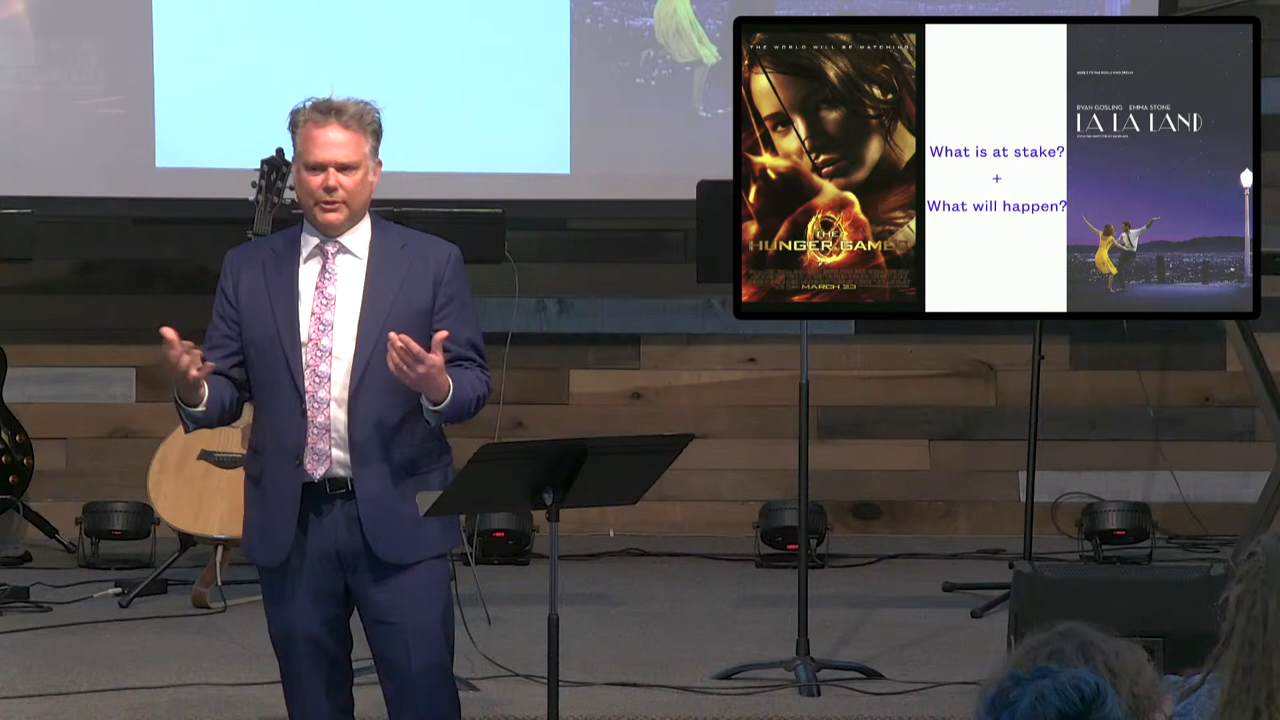 THE WORLD WILL BE WATCHING.
THE
HUNGER GAMES
MARCH 23
What is at stake?
+
What will happen?
RYAN GOSLING EMMA STONE
LA LA LAND